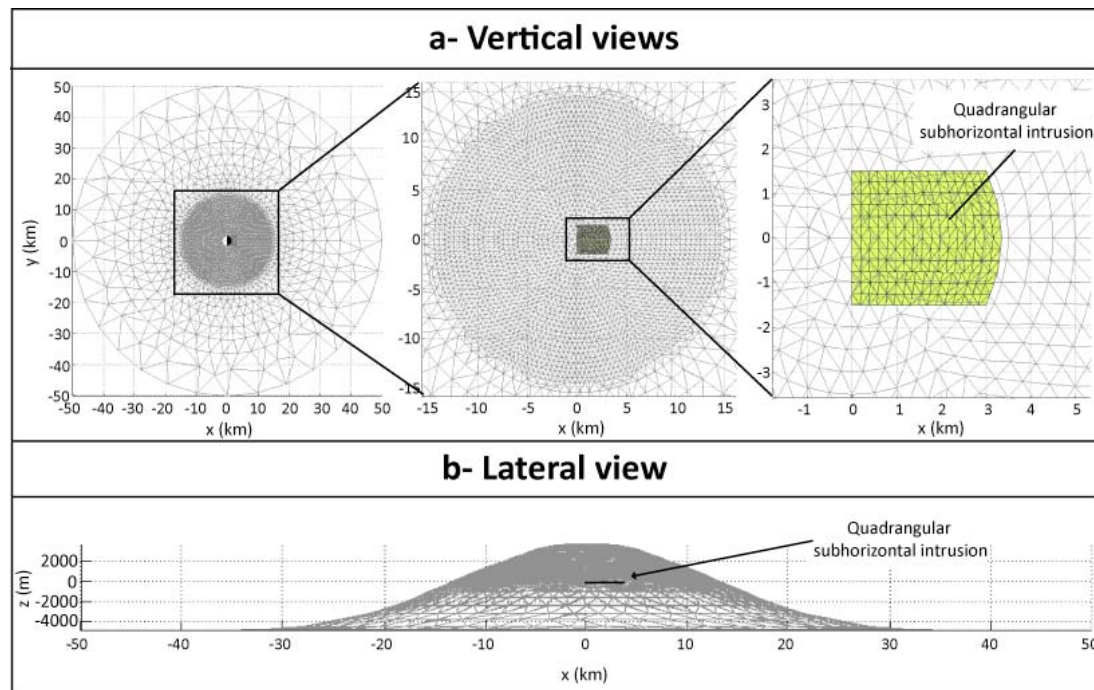 a- Vertical views
50
40
30
20
10
0
-10
-20
-30
-40
-50
y (km)
-50 -40 -30 -20 -10 0 10 20 30 40 50
x (km)
15
10
5
0
-5
-10
-15
-15 -10 -5 0 5 10 15
x (km)
Quadrangular
subhorizontal intrusion
3
2
1
0
-1
-2
-3
-1 0 1 2 3 4 5
x (km)
b- Lateral view
Quadrangular
subhorizontal intrusion
z (m)
2000
0
-2000
-4000
-50 -40 -30 -20 -10 0 10 20 30 40 50
x (km)